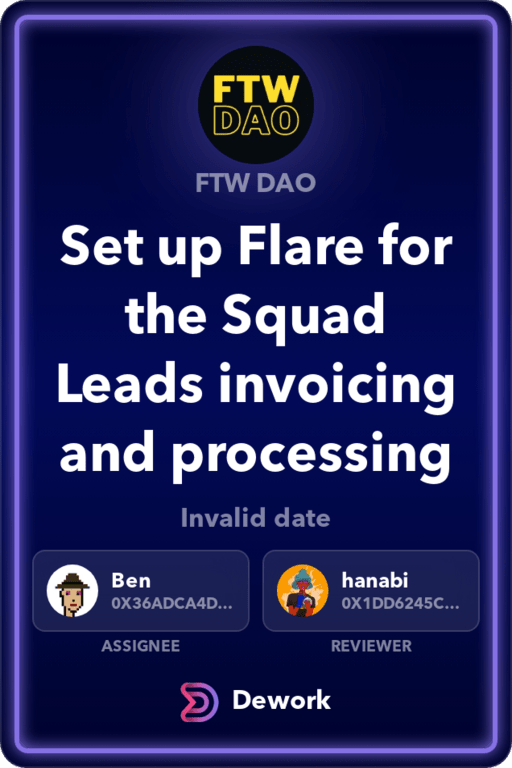 FTW
DAO
FTW DAO
Set up Flare for
the Squad
Leads invoicing
and processing
Invalid date
Ben
0X36ADCA4D...
hanabi
0X1DD6245C...
ASSIGNEE
REVIEWER
Dework